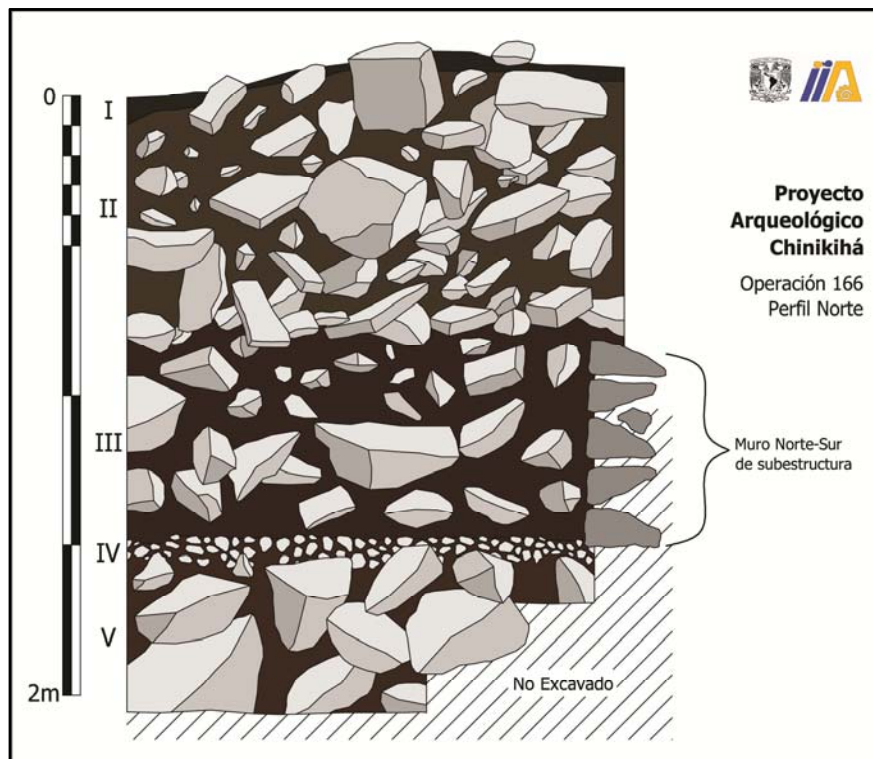 0
I
II
III
IV
V
2m
Proyecto
Arqueológico
Chinikihá
Operación 166
Perfil Norte
Muro Norte-Sur
de subestructura
No Excavado